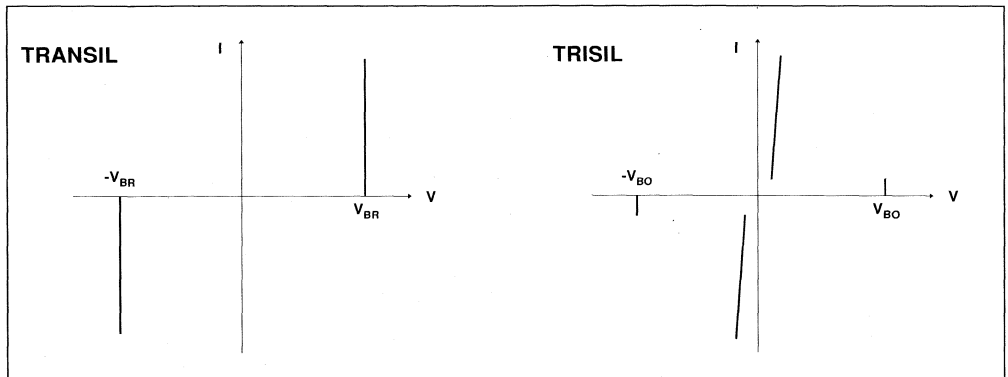 TRANSIL
I
-V_BR
V
V_BR
TRISIL
I
-V_BO
V
V_BO